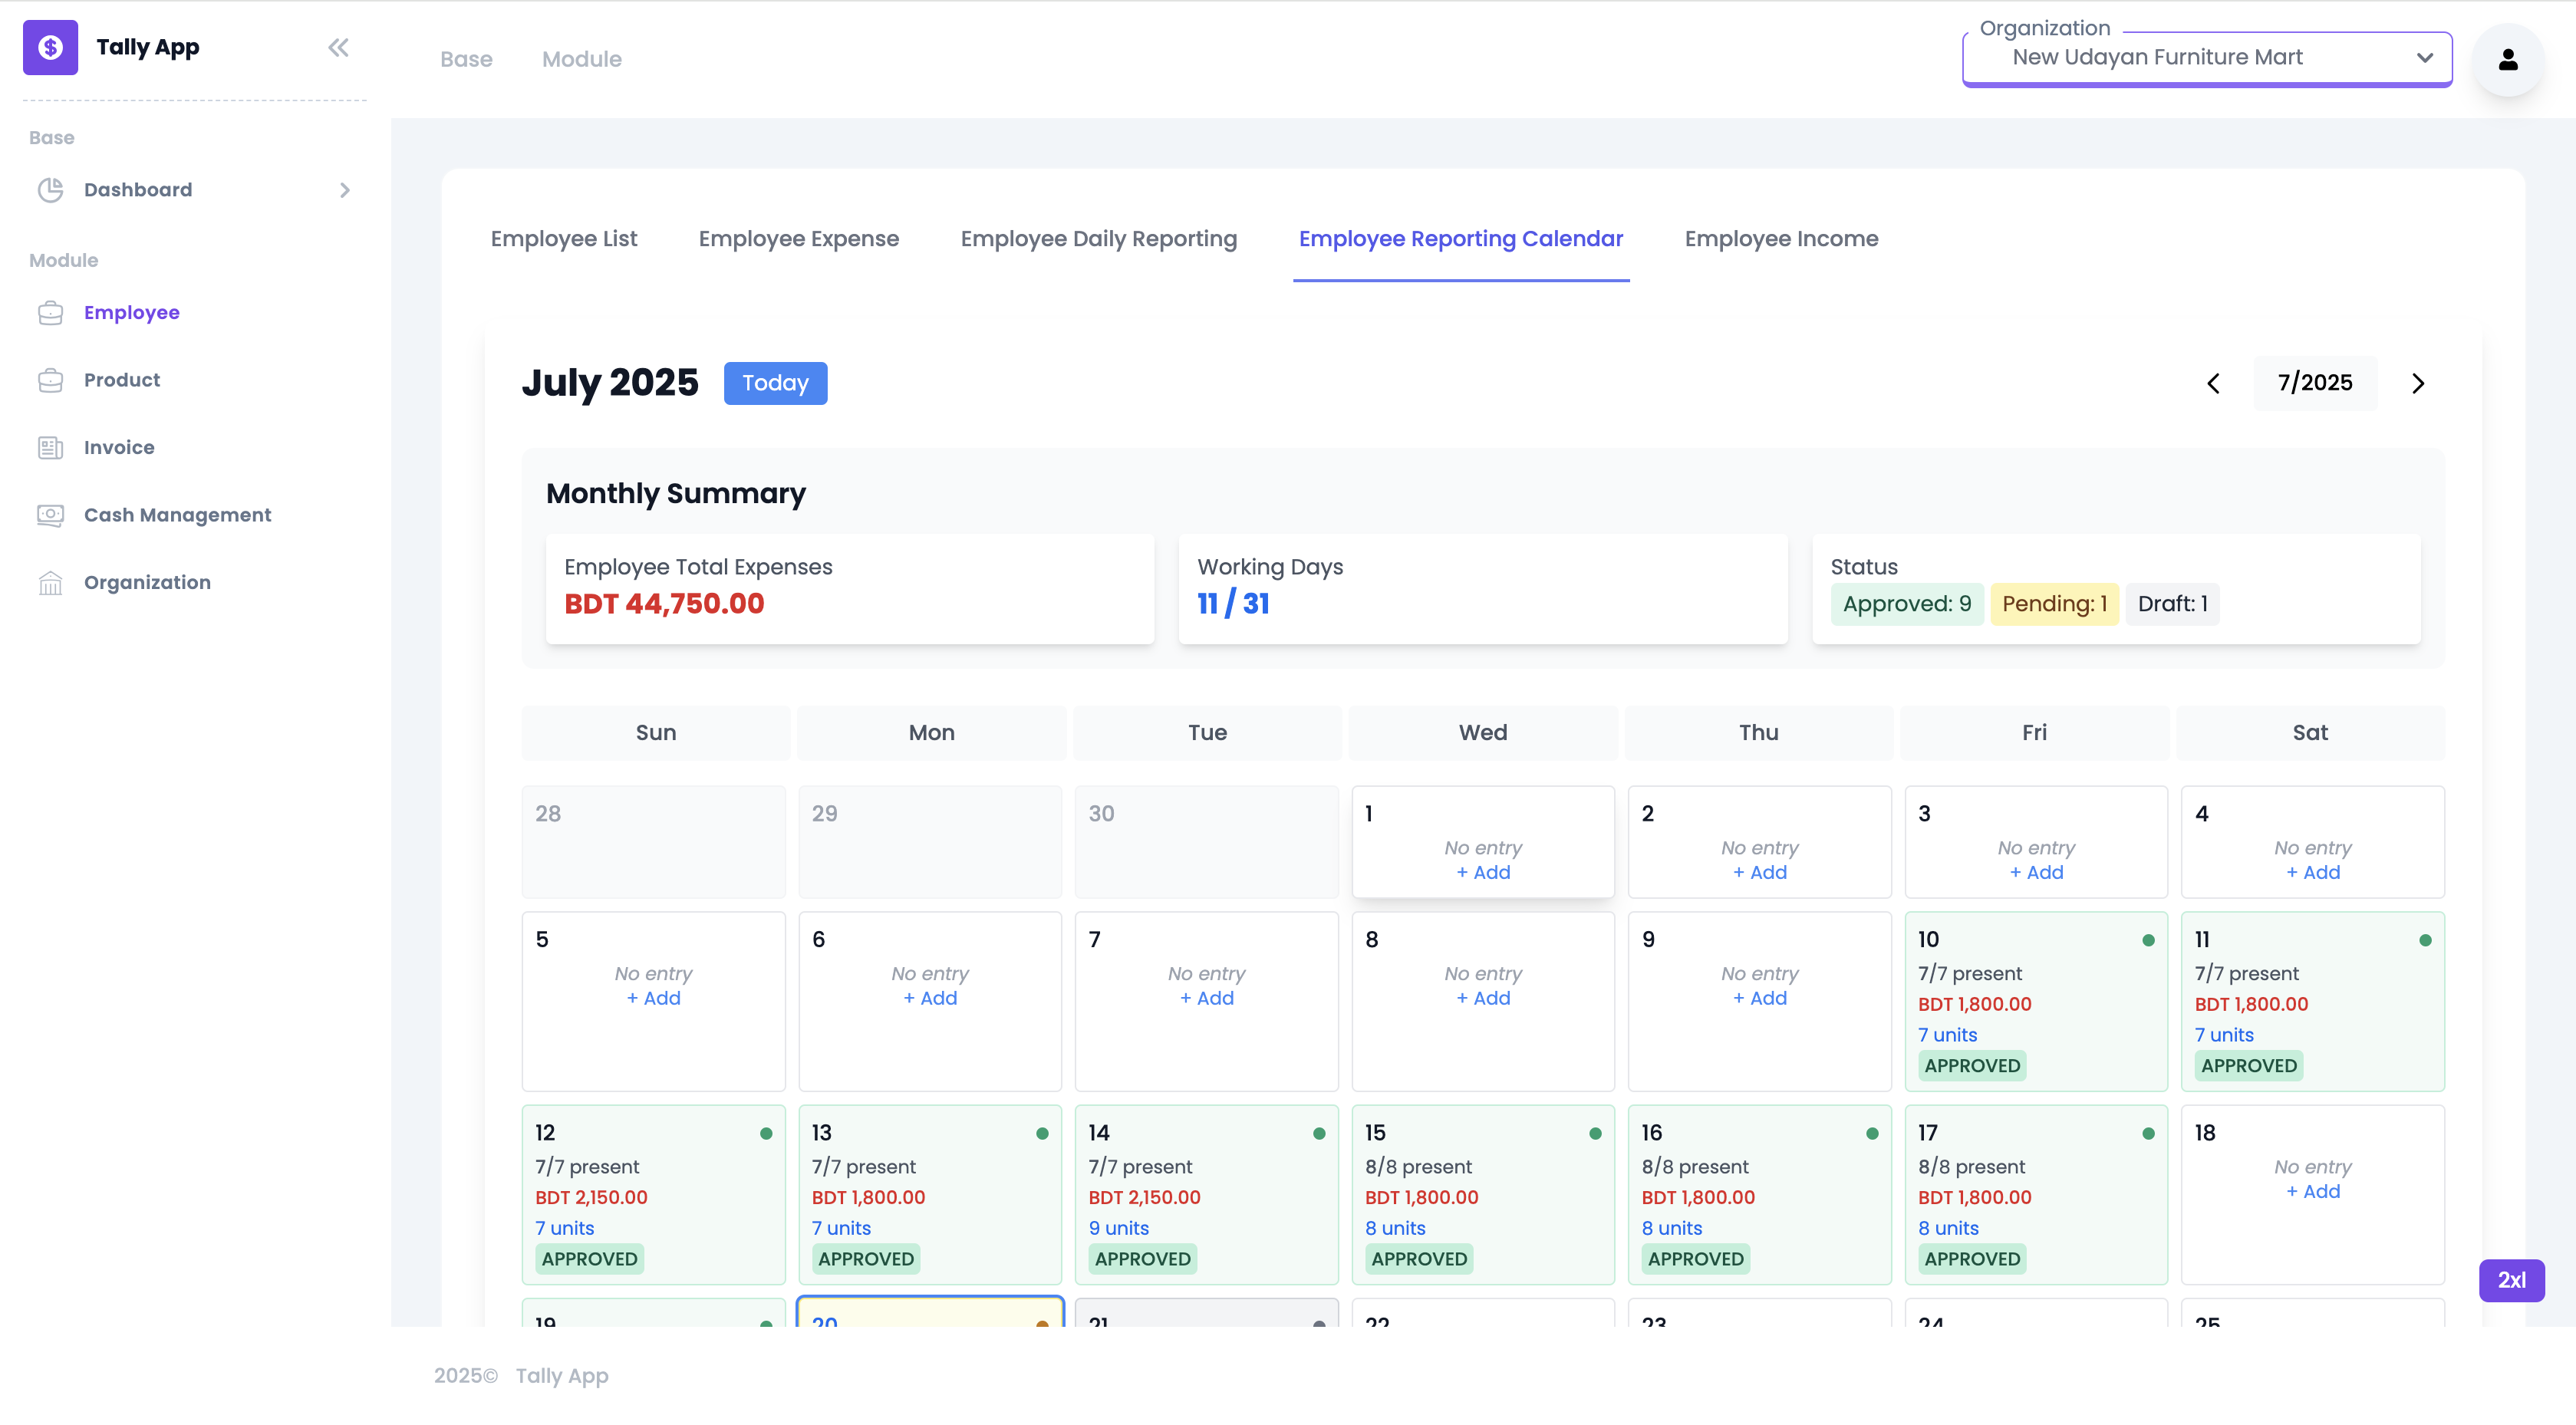 Tally App
Base
Dashboard
Module
Employee
Product
Invoice
Cash Management
Organization
Base Module
Organization
New Udayan Furniture Mart
Employee List Employee Expense Employee Daily Reporting Employee Reporting Calendar Employee Income
July 2025 Today 7/2025
Monthly Summary
Employee Total Expenses
BDT 44,750.00
Working Days
11 / 31
Status
Approved: 9 Pending: 1 Draft: 1
Sun Mon Tue Wed Thu Fri Sat
28 29 30 1 2 3 4
No entry No entry No entry No entry
+ Add + Add + Add + Add
5 6 7 8 9 10 11
No entry No entry No entry No entry No entry 7/7 present 7/7 present
+ Add + Add + Add + Add + Add BDT 1,800.00 BDT 1,800.00
7 units 7 units
APPROVED APPROVED
12 13 14 15 16 17 18
7/7 present 7/7 present 7/7 present 8/8 present 8/8 present 8/8 present No entry
BDT 2,150.00 BDT 1,800.00 BDT 2,150.00 BDT 1,800.00 BDT 1,800.00 BDT 1,800.00 + Add
7 units 7 units 9 units 8 units 8 units 8 units
APPROVED APPROVED APPROVED APPROVED APPROVED APPROVED
19 20 21 22 23 24 25
2xl
2025© Tally App